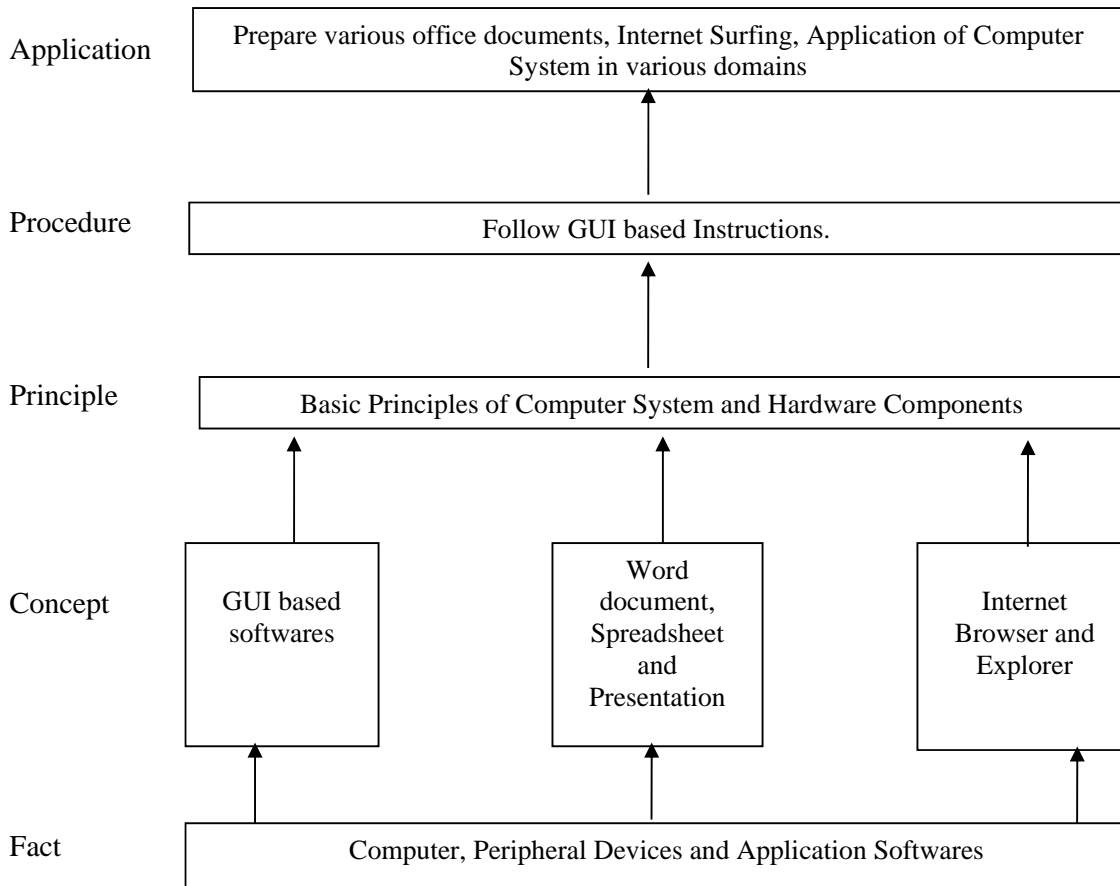 Application
Prepare various office documents, Internet Surfing, Application of Computer
System in various domains
Procedure
Follow GUI based Instructions.
Principle
Basic Principles of Computer System and Hardware Components
Concept
GUI based
softwares
Word
document,
Spreadsheet
and
Presentation
Internet
Browser and
Explorer
Fact
Computer, Peripheral Devices and Application Softwares